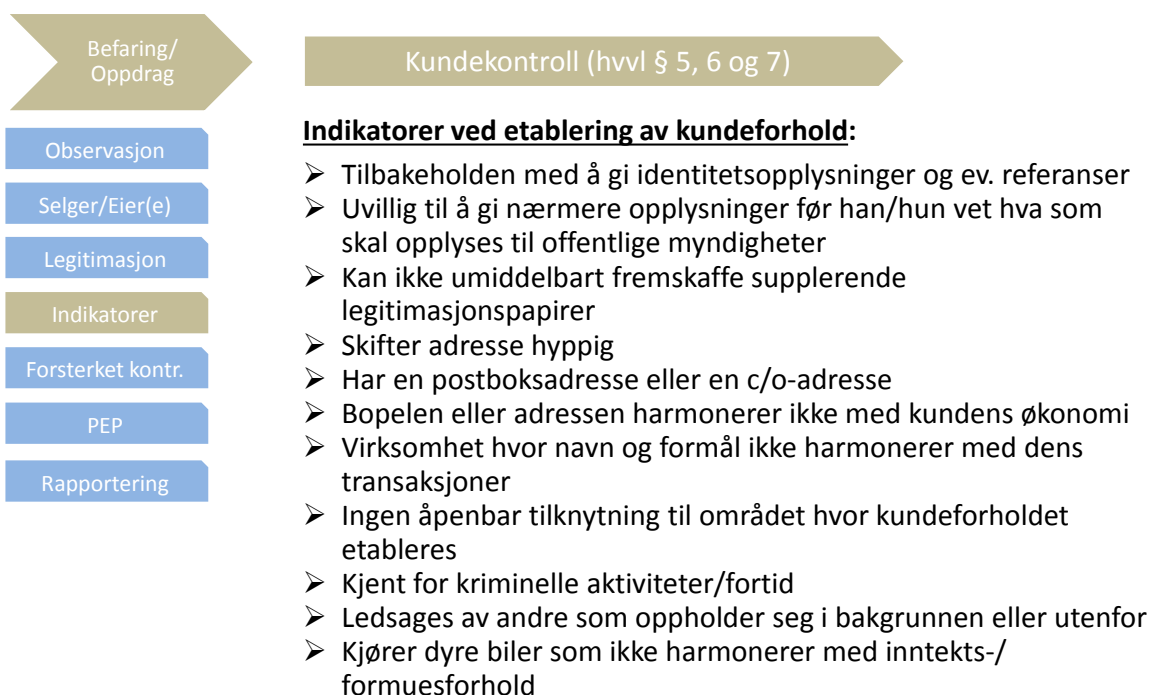 Befaring/
Oppdrag
Kundekontroll (hvvl § 5, 6 og 7)
Observasjon
Selger/Eier(e)
Legitimasjon
Indikatorer
Forsterket kontr.
PEP
Rapportering
Indikatorer ved etablering av kundeforhold:
➢ Tilbakeholden med å gi identitetsopplysninger og ev. referanser
➢ Uvillig til å gi nærmere opplysninger før han/hun vet hva som
skal opplyses til offentlige myndigheter
➢ Kan ikke umiddelbart fremskaffe supplerende
legitimasjonspapirer
➢ Skifter adresse hyppig
➢ Har en postboksadresse eller en c/o-adresse
➢ Bopelen eller adressen harmonerer ikke med kundens økonomi
➢ Virksomhet hvor navn og formål ikke harmonerer med dens
transaksjoner
➢ Ingen åpenbar tilknytning til området hvor kundeforholdet
etableres
➢ Kjent for kriminelle aktiviteter/fortid
➢ Ledsages av andre som oppholder seg i bakgrunnen eller utenfor
➢ Kjører dyre biler som ikke harmonerer med inntekts-/
formuesforhold